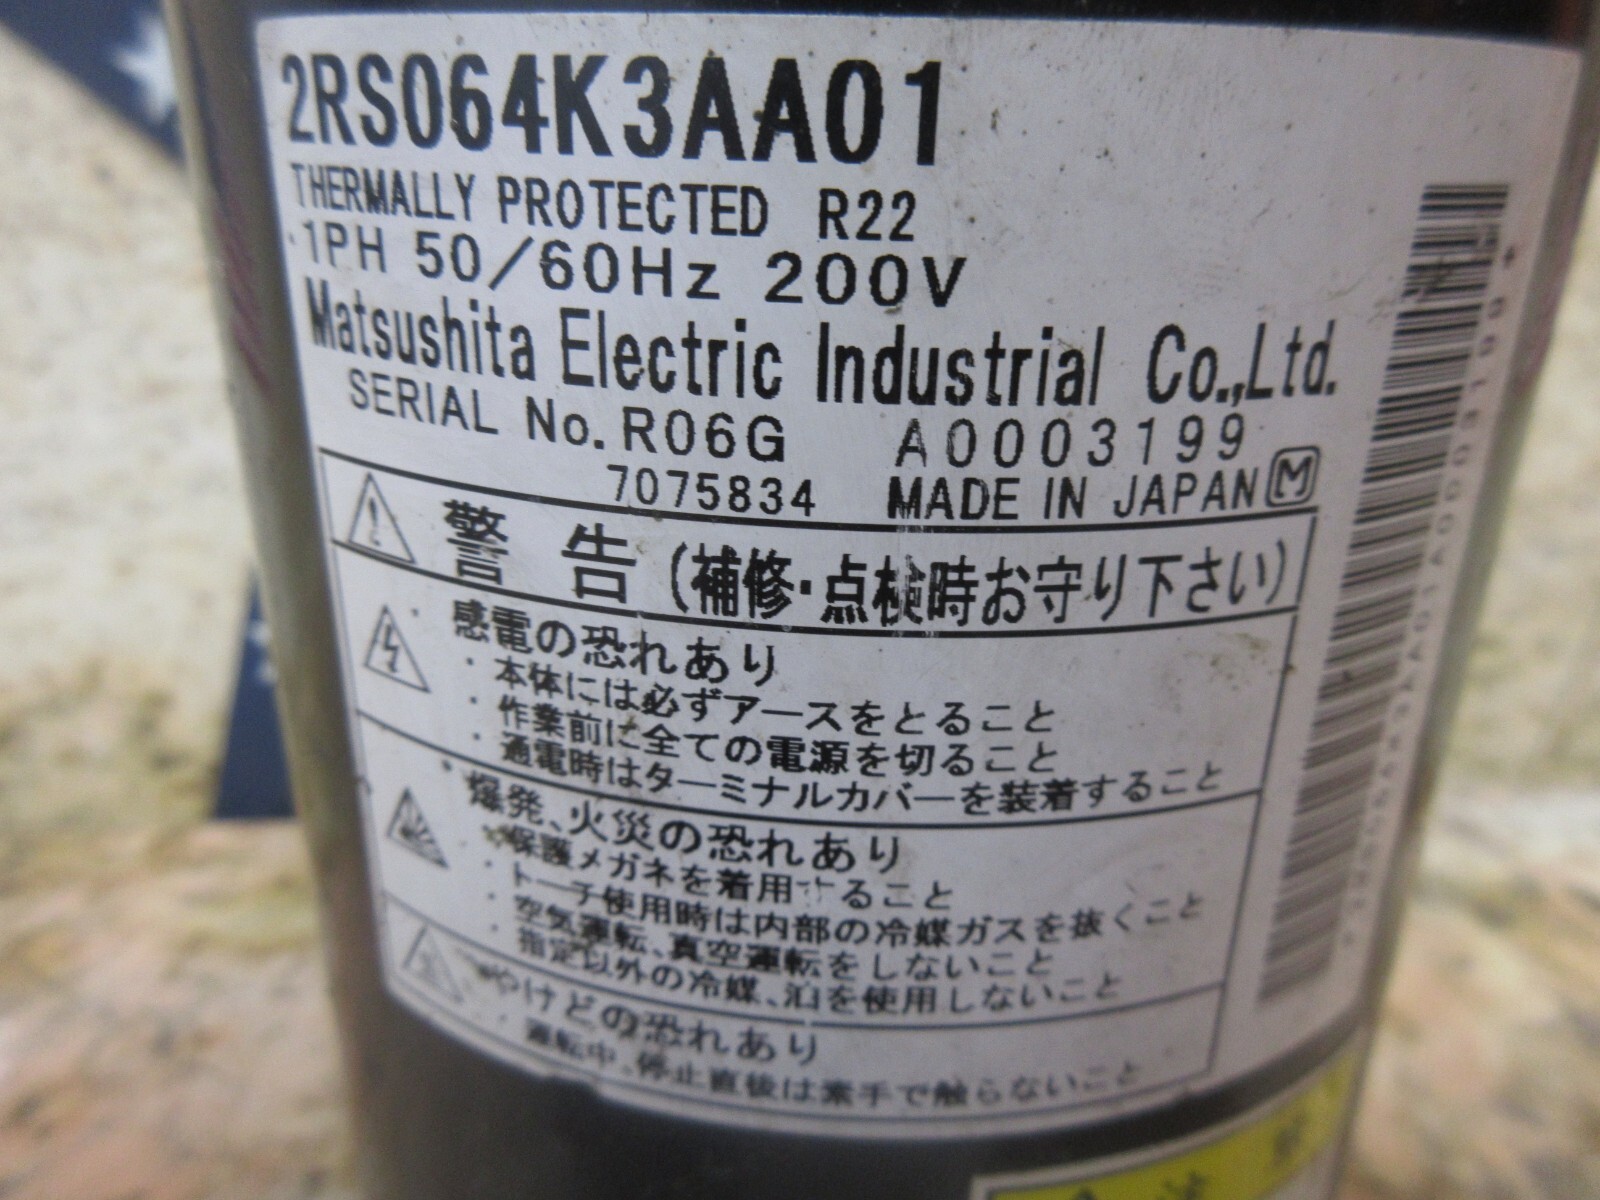 2RS064K3AA01
THERMALLY PROTECTED R22
1PH 50/60Hz 200V
Matsushita Electric Industrial Co.,Ltd.
SERIAL No. R06G A0003199
7075834 MADE IN JAPAN M
警告 (補修・点検時お守り下さい)
感電の恐れあり
・本体には必ずアースをとること
・作業前に全ての電源を切ること
・通電時はターミナルカバーを装着すること
爆発、火災の恐れあり
・保護メガネを着用すること
・トーチ使用時は内部の冷媒ガスを抜くこと
・空気運転、真空運転をしないこと
・指定以外の冷媒、油を使用しないこと
やけどの恐れあり
・運転中、停止直後は素手で触らないこと